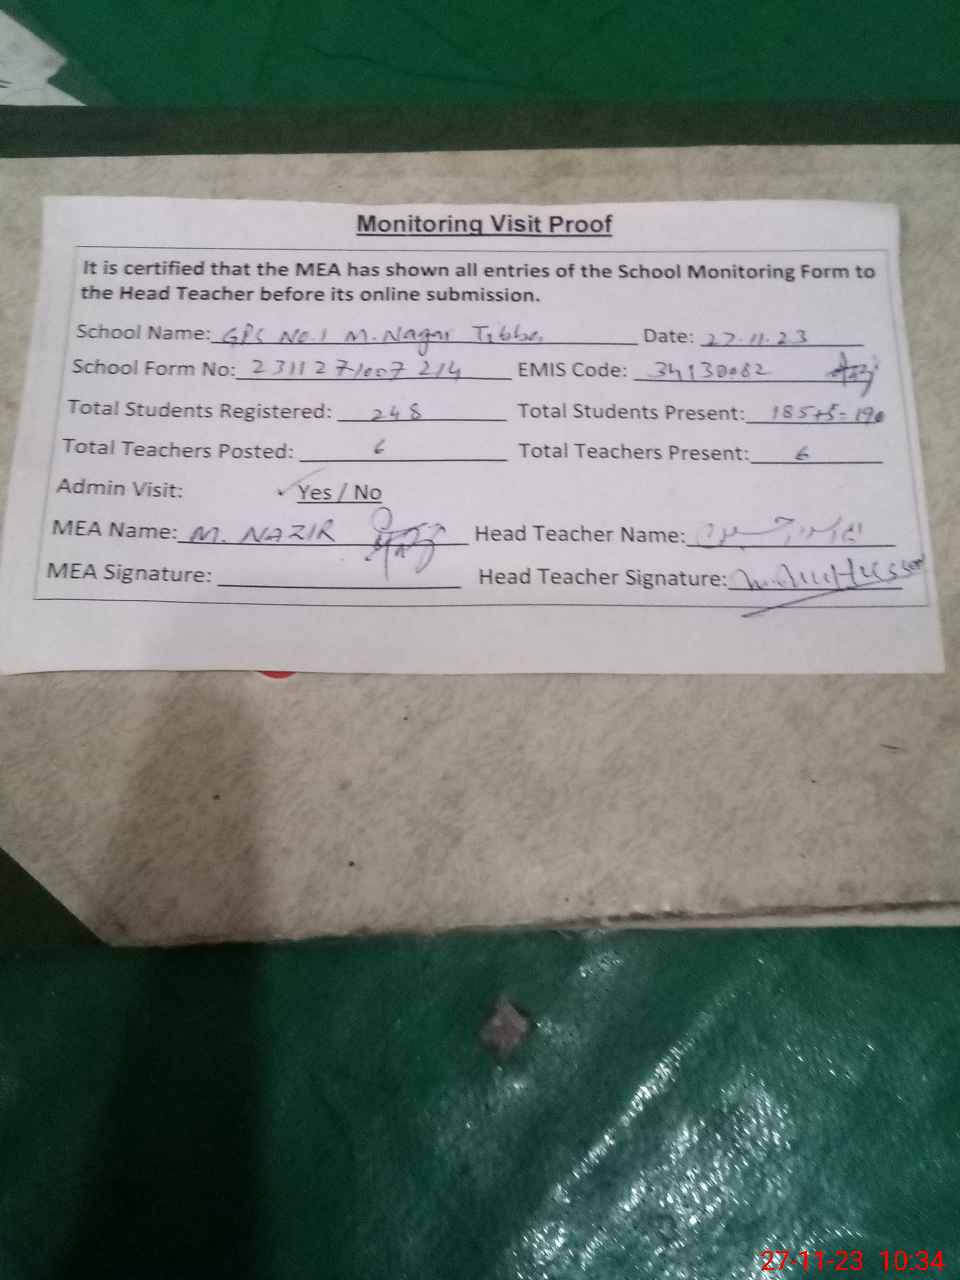 Monitoring Visit Proof
It is certified that the MEA has shown all entries of the School Monitoring Form to
the Head Teacher before its online submission.
School Name: GPS No.1 M. Nagar Tibba Date: 27.11.23
School Form No: 231127 1007 214 EMIS Code: 34130082
Total Students Registered: 248 Total Students Present: 185+5=190
Total Teachers Posted: 6 Total Teachers Present: 6
Admin Visit: Yes / No
MEA Name: M. NAZIR Head Teacher Name:
MEA Signature: Head Teacher Signature:
27-11-23 10:34